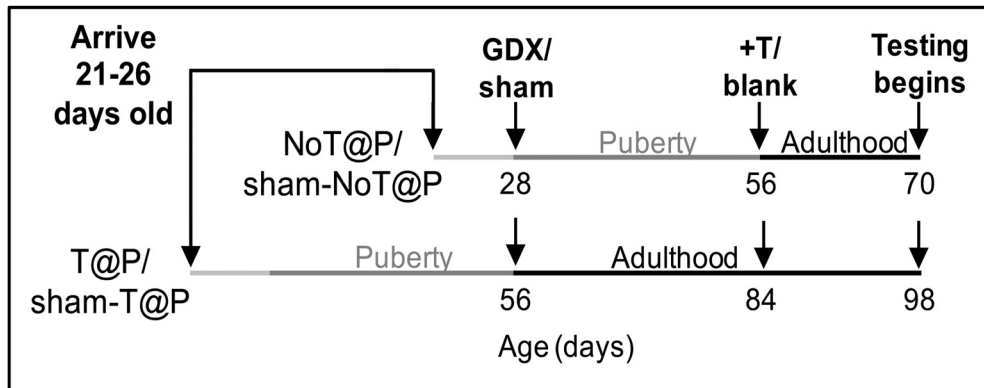 Arrive
21-26
days old
GDX/
sham
+T/
blank
Testing
begins
NoT@P/
sham-NoT@P
Puberty
Adulthood
28
56
70
T@P/
sham-T@P
Puberty
Adulthood
56
84
98
Age (days)